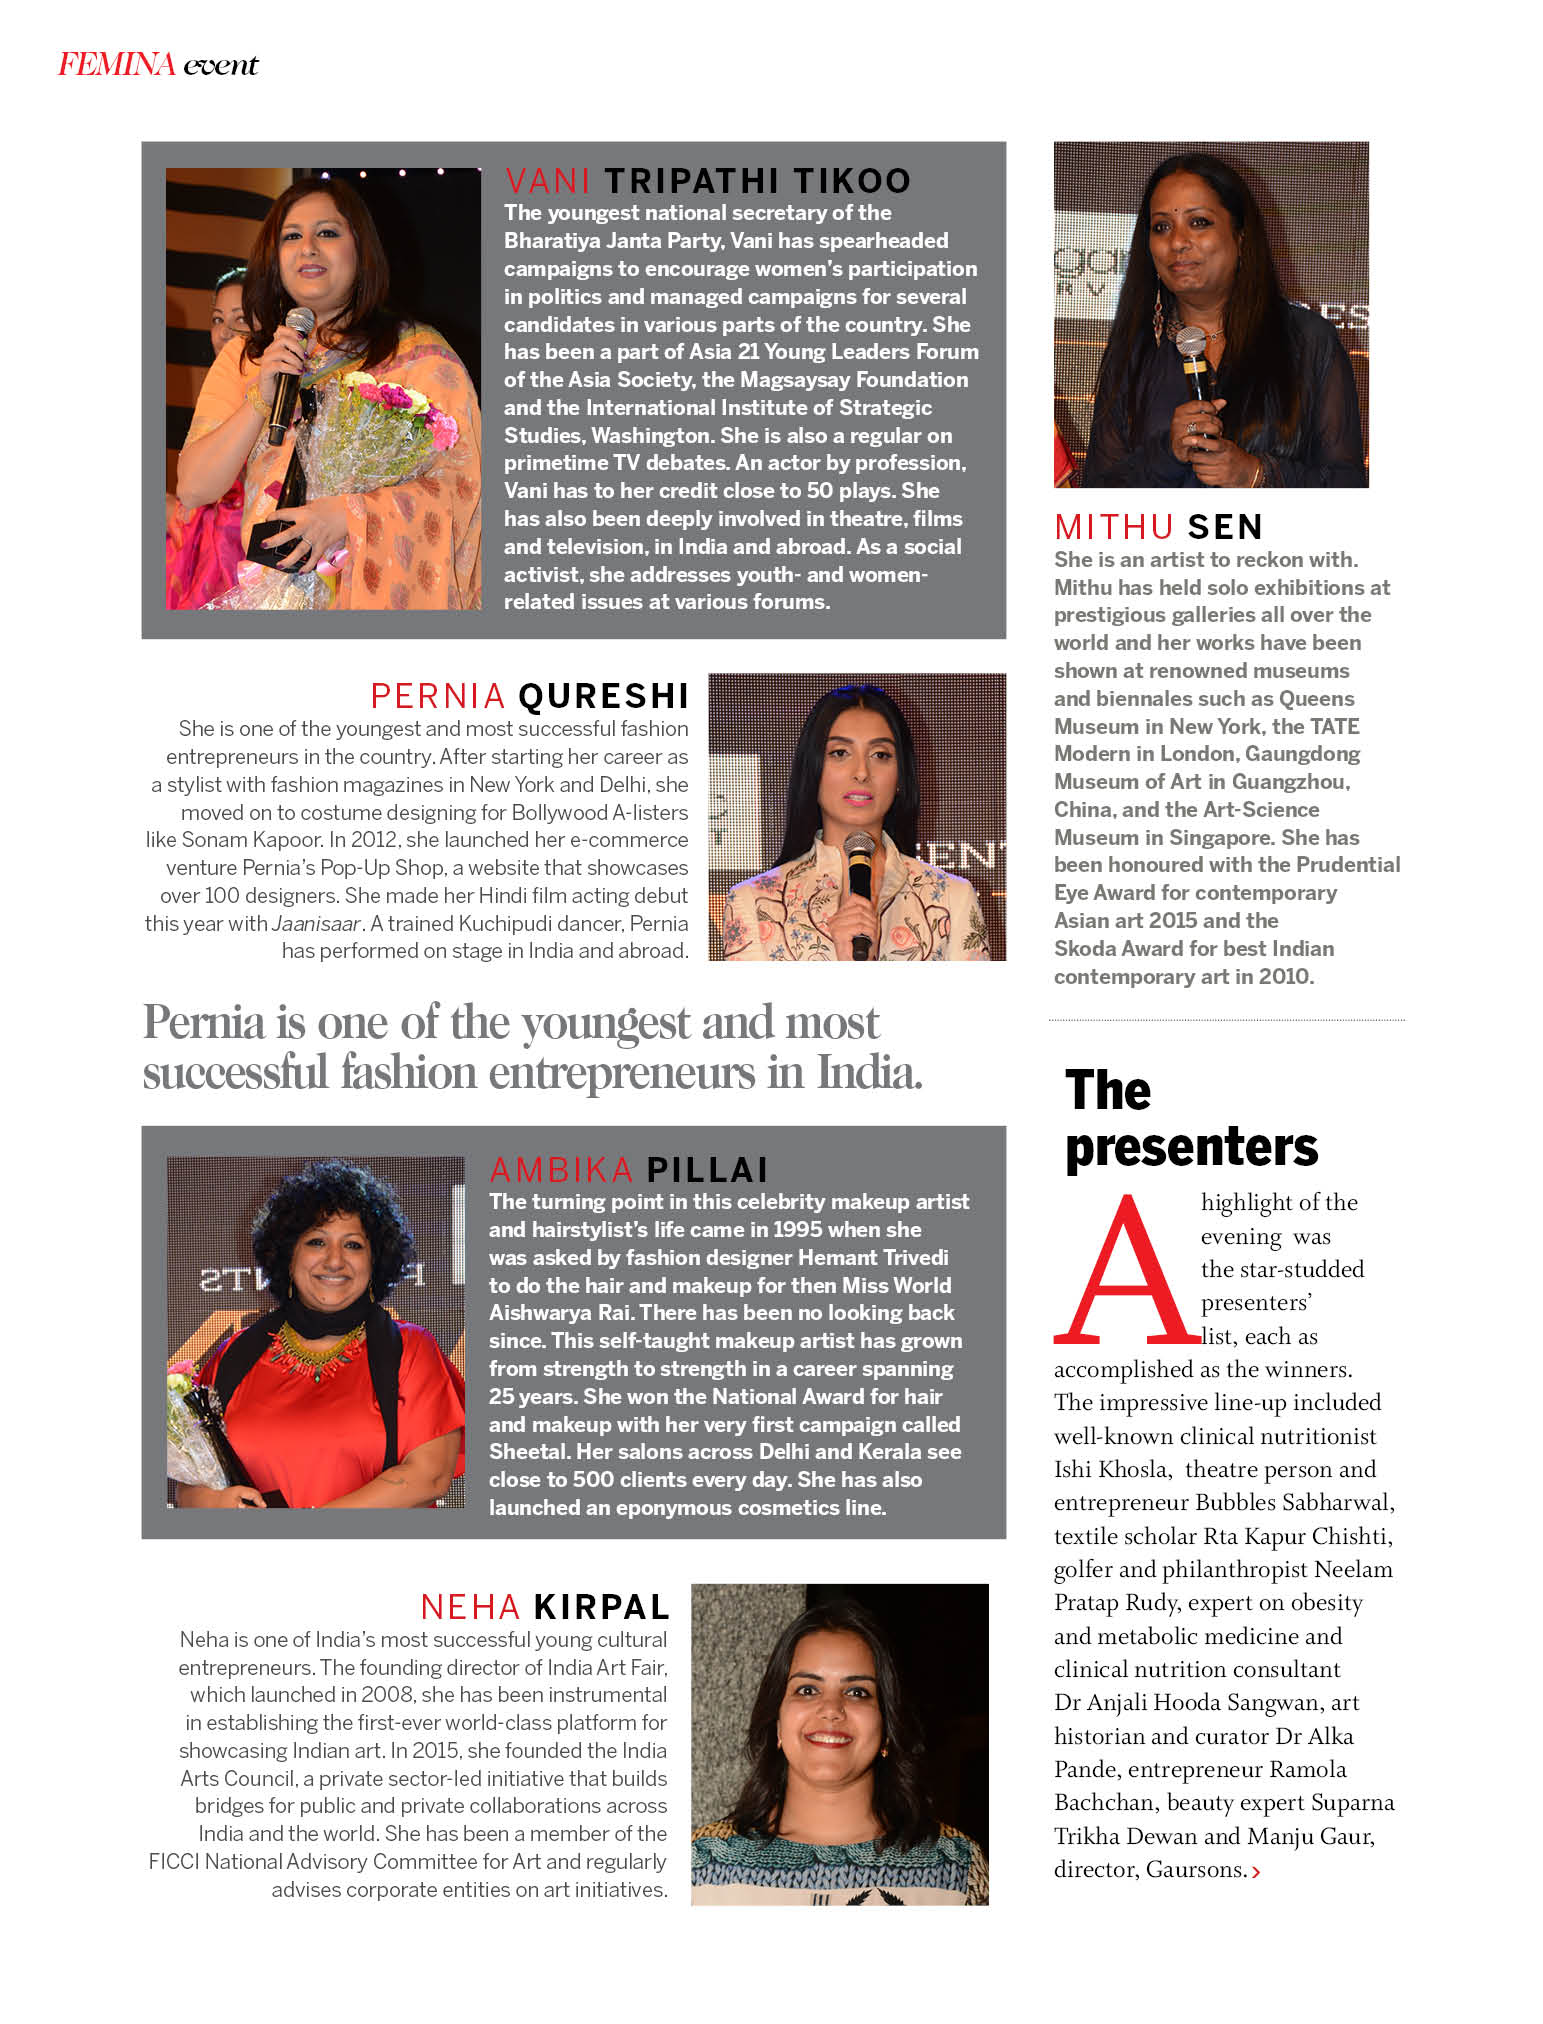 FEMINA event
VANI TRIPATHI TIKOO
The youngest national secretary of the
Bharatiya Janta Party, Vani has spearheaded
campaigns to encourage women's participation
in politics and managed campaigns for several
candidates in various parts of the country. She
has been a part of Asia 21 Young Leaders Forum
of the Asia Society, the Magsaysay Foundation
and the International Institute of Strategic
Studies, Washington. She is also a regular on
primetime TV debates. An actor by profession,
Vani has to her credit close to 50 plays. She
has also been deeply involved in theatre, films
and television, in India and abroad. As a social
activist, she addresses youth- and women-
related issues at various forums.
PERNIA QURESHI
She is one of the youngest and most successful fashion
entrepreneurs in the country. After starting her career as
a stylist with fashion magazines in New York and Delhi, she
moved on to costume designing for Bollywood A-listers
like Sonam Kapoor. In 2012, she launched her e-commerce
venture Pernia's Pop-Up Shop, a website that showcases
over 100 designers. She made her Hindi film acting debut
this year with Jaanisaar. A trained Kuchipudi dancer, Pernia
has performed on stage in India and abroad.
Pernia is one of the youngest and most
successful fashion entrepreneurs in India.
AMBIKA PILLAI
The turning point in this celebrity makeup artist
and hairstylist's life came in 1995 when she
was asked by fashion designer Hemant Trivedi
to do the hair and makeup for then Miss World
Aishwarya Rai. There has been no looking back
since. This self-taught makeup artist has grown
from strength to strength in a career spanning
25 years. She won the National Award for hair
and makeup with her very first campaign called
Sheetal. Her salons across Delhi and Kerala see
close to 500 clients every day. She has also
launched an eponymous cosmetics line.
NEHA KIRPAL
Neha is one of India's most successful young cultural
entrepreneurs. The founding director of India Art Fair,
which launched in 2008, she has been instrumental
in establishing the first-ever world-class platform for
showcasing Indian art. In 2015, she founded the India
Arts Council, a private sector-led initiative that builds
bridges for public and private collaborations across
India and the world. She has been a member of the
FICCI National Advisory Committee for Art and regularly
advises corporate entities on art initiatives.
MITHU SEN
She is an artist to reckon with.
Mithu has held solo exhibitions at
prestigious galleries all over the
world and her works have been
shown at renowned museums
and biennales such as Queens
Museum in New York, the TATE
Modern in London, Gaungdong
Museum of Art in Guangzhou,
China, and the Art-Science
Museum in Singapore. She has
been honoured with the Prudential
Eye Award for contemporary
Asian art 2015 and the
Skoda Award for best Indian
contemporary art in 2010.
The
presenters
A highlight of the
evening was
the star-studded
presenters'
list, each as
accomplished as the winners.
The impressive line-up included
well-known clinical nutritionist
Ishi Khosla, theatre person and
entrepreneur Bubbles Sabharwal,
textile scholar Rta Kapur Chishti,
golfer and philanthropist Neelam
Pratap Rudy, expert on obesity
and metabolic medicine and
clinical nutrition consultant
Dr Anjali Hooda Sangwan, art
historian and curator Dr Alka
Pande, entrepreneur Ramola
Bachchan, beauty expert Suparna
Trikha Dewan and Manju Gaur,
director, Gaursons.